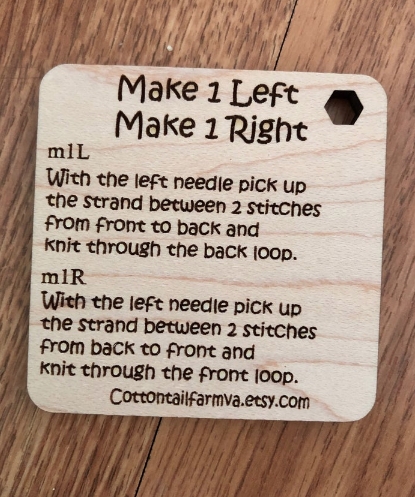 Make 1 Left
Make 1 Right
m1L
With the left needle pick up
the strand between 2 stitches
from front to back and
knit through the back loop.
m1R
With the left needle pick up
the strand between 2 stitches
from back to front and
knit through the front loop.
Cottontailfarmva.etsy.com